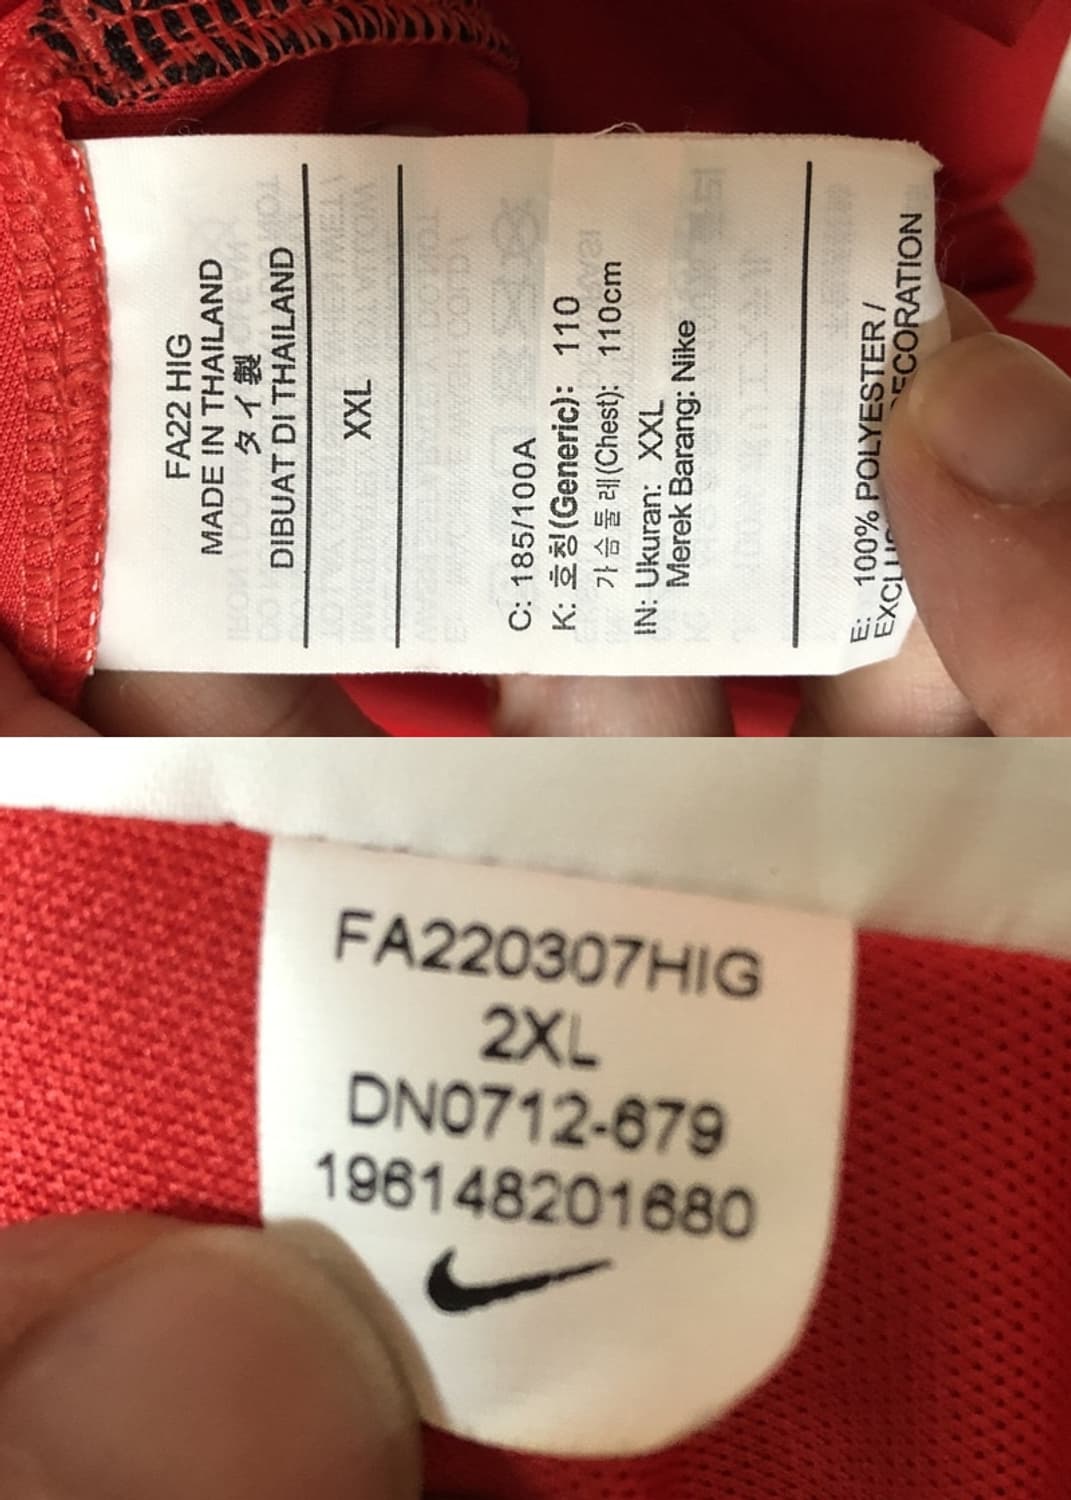 FA22 HIG
MADE IN THAILAND
タイ製
DIBUAT DI THAILAND
XXL
C: 185/100A
K: 호칭(Generic): 110
가슴둘레(Chest): 110cm
IN: Ukuran: XXL
Merek Barang: Nike
E: 100% POLYESTER /
FA220307HIG
2XL
DN0712-679
196148201680